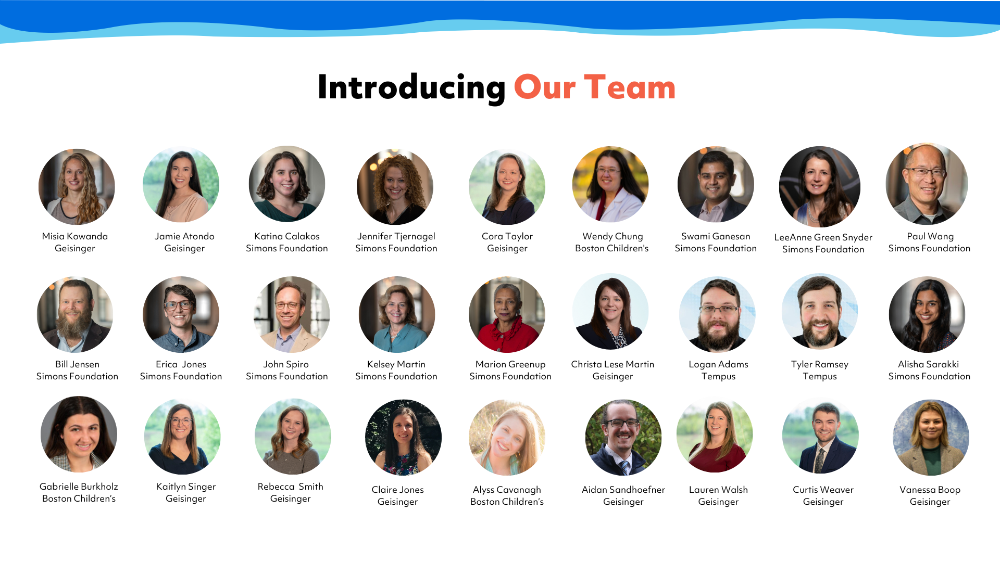 Introducing Our Team
Misia Kowanda
Geisinger
Jamie Atondo
Geisinger
Katina Calakos
Simons Foundation
Jennifer Tjernagel
Simons Foundation
Cora Taylor
Geisinger
Wendy Chung
Boston Children's
Swami Ganesan
Simons Foundation
LeeAnne Green Snyder
Simons Foundation
Paul Wang
Simons Foundation
Bill Jensen
Simons Foundation
Erica  Jones
Simons Foundation
John Spiro
Simons Foundation
Kelsey Martin
Simons Foundation
Marion Greenup
Simons Foundation
Christa Lese Martin
Geisinger
Logan Adams
Tempus
Tyler Ramsey
Tempus
Alisha Sarakki
Simons Foundation
Gabrielle Burkholz
Boston Children’s
Kaitlyn Singer
Geisinger
Rebecca  Smith
Geisinger
Claire Jones
Geisinger
Alyss Cavanagh
Boston Children’s
Aidan Sandhoefner
Geisinger
Lauren Walsh
Geisinger
Curtis Weaver
Geisinger
Vanessa Boop
Geisinger